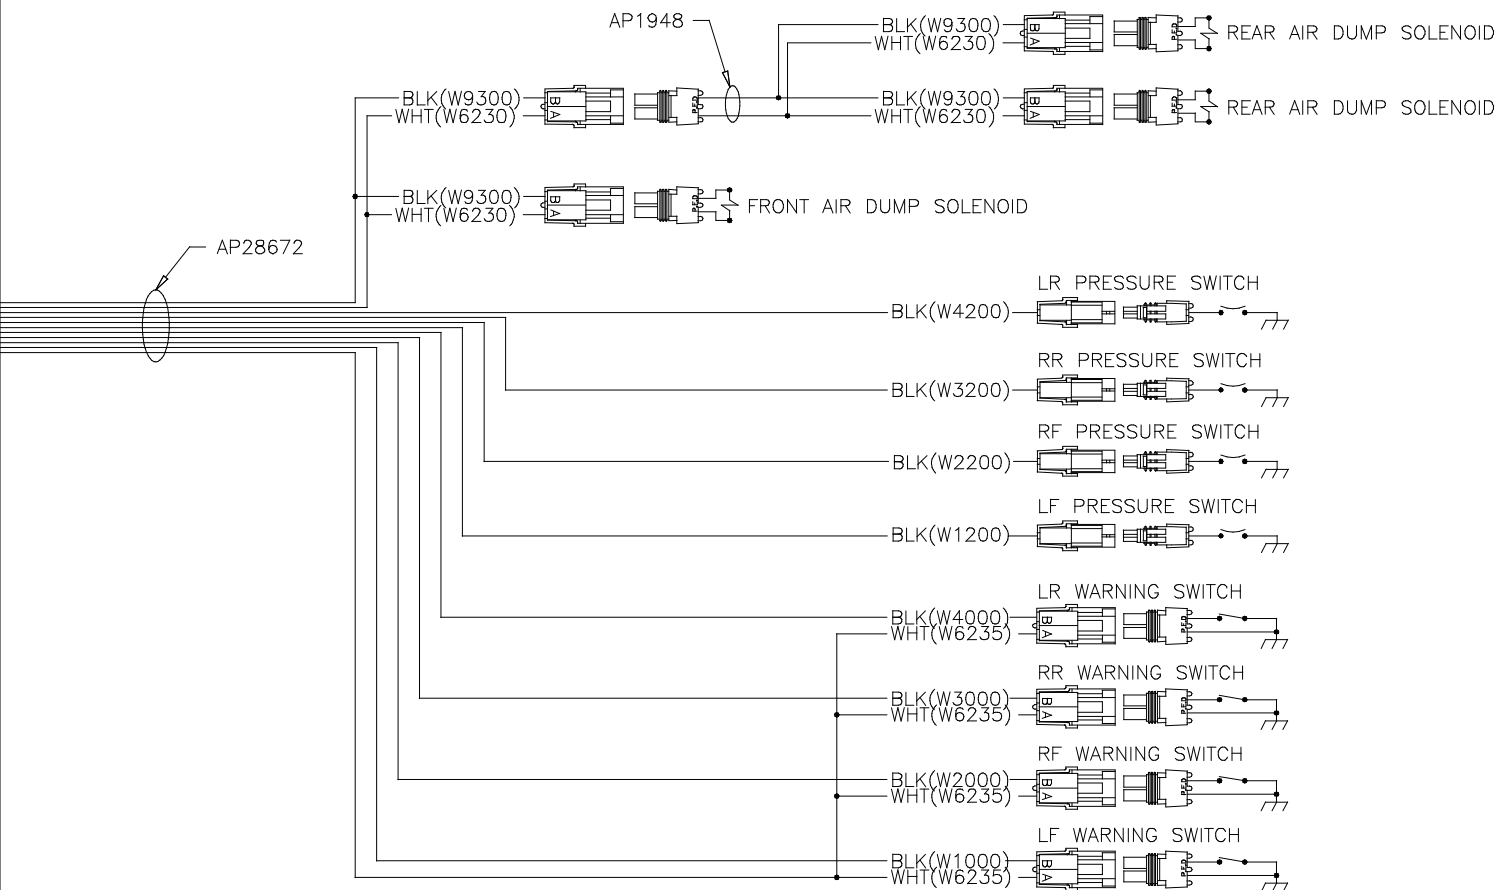 AP1948
BLK(W9300)
WHT(W6230)
B
A
REAR AIR DUMP SOLENOID
BLK(W9300)
WHT(W6230)
B
A
BLK(W9300)
WHT(W6230)
B
A
REAR AIR DUMP SOLENOID
BLK(W9300)
WHT(W6230)
B
A
FRONT AIR DUMP SOLENOID
AP28672
LR PRESSURE SWITCH
BLK(W4200)
RR PRESSURE SWITCH
BLK(W3200)
RF PRESSURE SWITCH
BLK(W2200)
LF PRESSURE SWITCH
BLK(W1200)
LR WARNING SWITCH
BLK(W4000)
WHT(W6235)
B
A
RR WARNING SWITCH
BLK(W3000)
WHT(W6235)
B
A
RF WARNING SWITCH
BLK(W2000)
WHT(W6235)
B
A
LF WARNING SWITCH
BLK(W1000)
WHT(W6235)
B
A